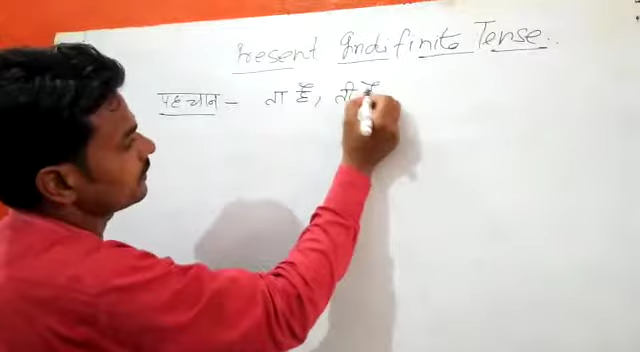 Present Indifinite Tense.
पहचान – ता है, ती है